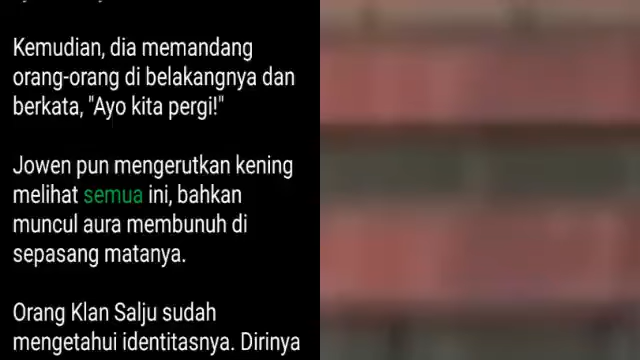 Kemudian, dia memandang
orang-orang di belakangnya dan
berkata, "Ayo kita pergi!"
Jowen pun mengerutkan kening
melihat semua ini, bahkan
muncul aura membunuh di
sepasang matanya.
Orang Klan Salju sudah
mengetahui identitasnya. Dirinya